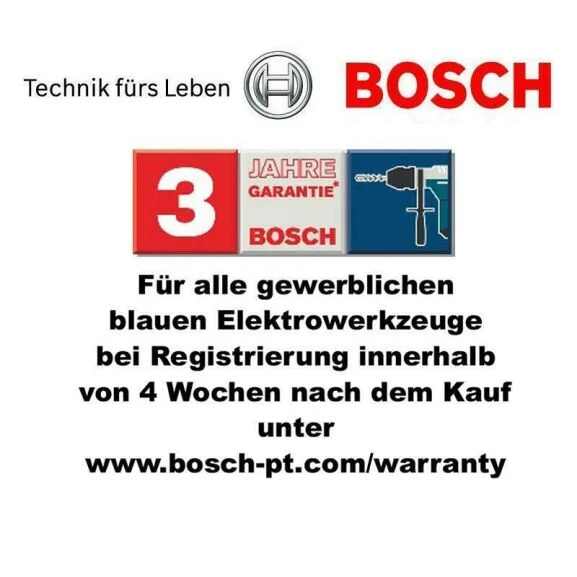 Technik fürs Leben BOSCH
3 JAHRE
GARANTIE*
BOSCH
Für alle gewerblichen
blauen Elektrowerkzeuge
bei Registrierung innerhalb
von 4 Wochen nach dem Kauf
unter
www.bosch-pt.com/warranty